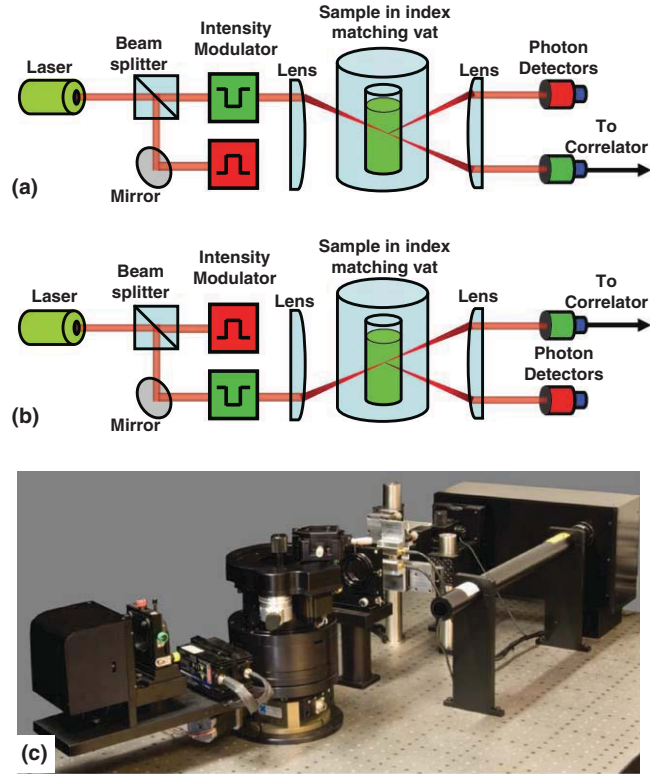 Laser
Beam
splitter
Intensity
Modulator
Lens
Sample in index
matching vat
Lens
Photon
Detectors
To
Correlator
Mirror
(a)
Laser
Beam
splitter
Intensity
Modulator
Lens
Sample in index
matching vat
Lens
To
Correlator
Photon
Detectors
Mirror
(b)
(c)